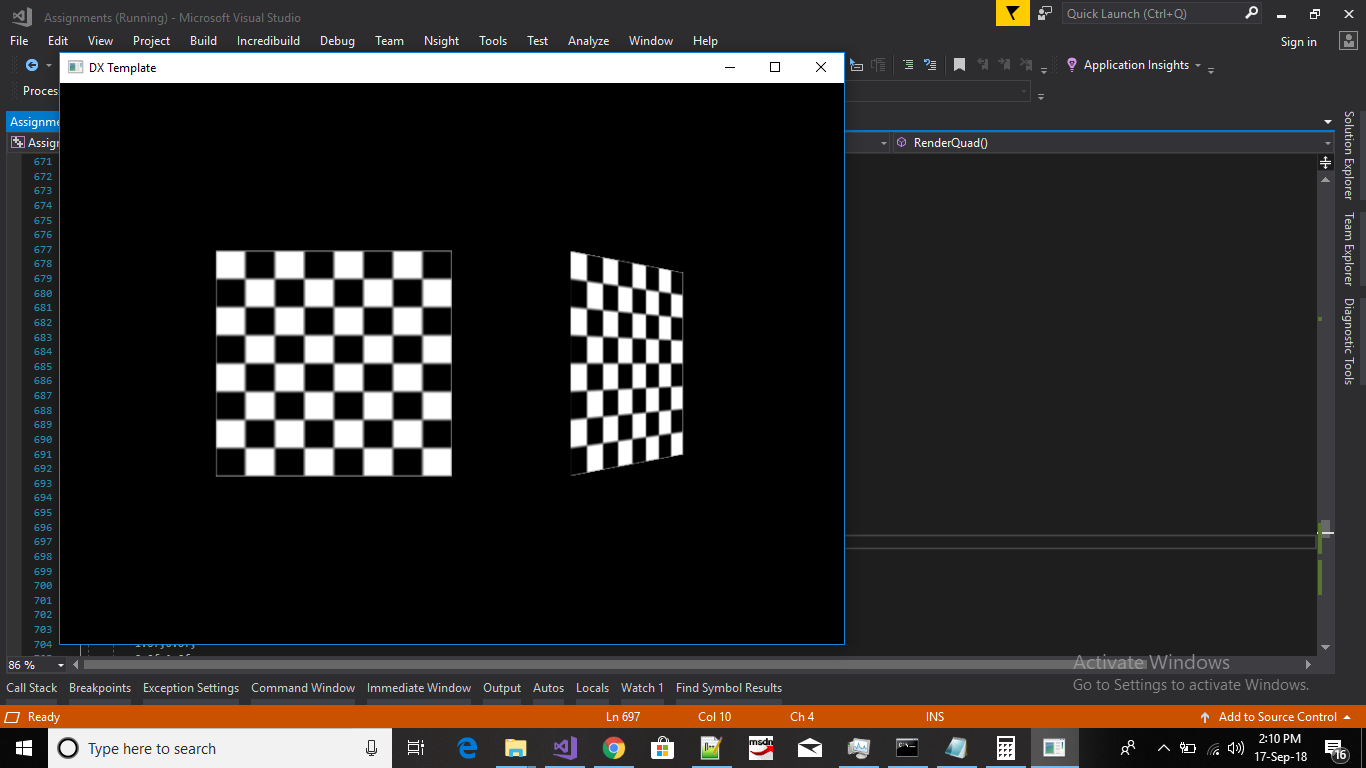 Assignments (Running) - Microsoft Visual Studio
Quick Launch (Ctrl+Q)
File Edit View Project Build Incredibuild Debug Team Nsight Tools Test Analyze Window Help
Sign in
DX Template
Application Insights
Proces
Assignme
Assign
RenderQuad()
Solution Explorer
Team Explorer
Diagnostic Tools
671
672
673
674
675
676
677
678
679
680
681
682
683
684
685
686
687
688
689
690
691
692
693
694
695
696
697
698
699
700
701
702
703
704
86 %
Activate Windows
Go to Settings to activate Windows.
Call Stack Breakpoints Exception Settings Command Window Immediate Window Output Autos Locals Watch 1 Find Symbol Results
Ready Ln 697 Col 10 Ch 4 INS Add to Source Control
Type here to search
msdn
2:10 PM
17-Sep-18
16